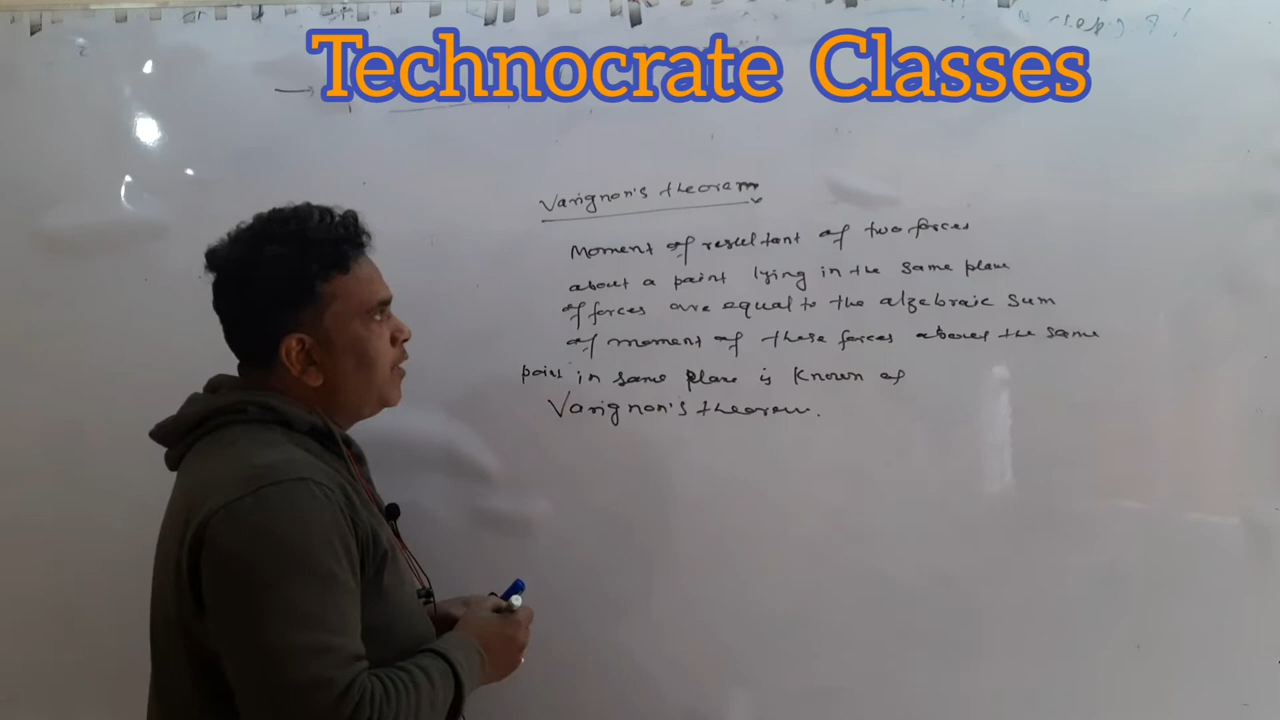 Technocrate Classes
Varignon's theorem
Moment of resultant of two forces
about a point lying in the same plane
of forces are equal to the algebraic sum
of moment of these forces about the same
point in same plane is known as
Varignon's theorem.